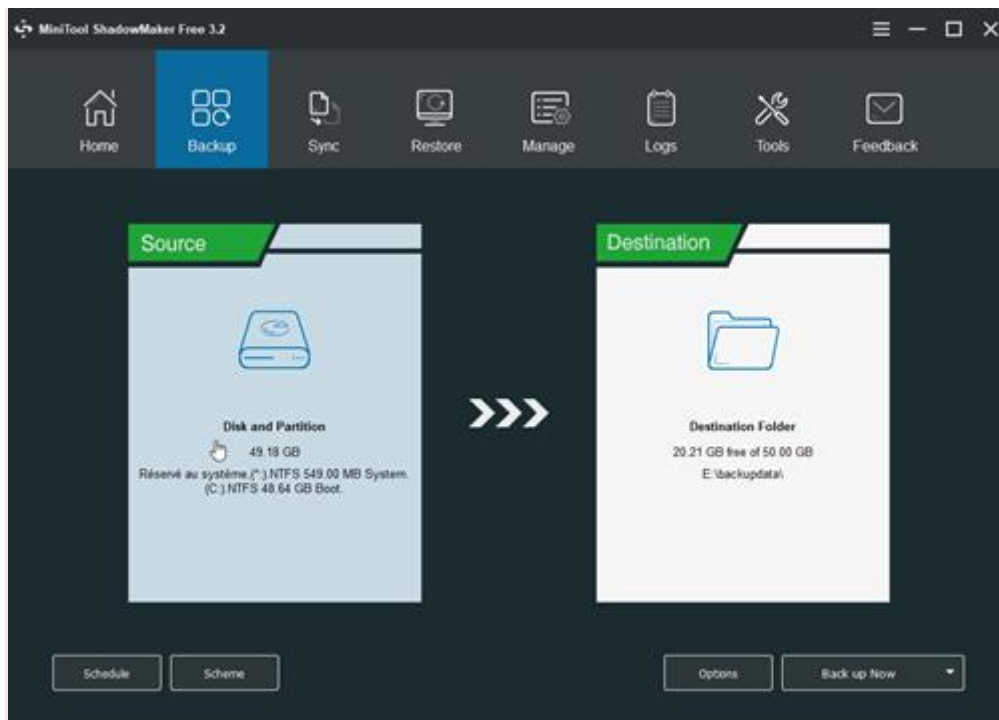 MiniTool ShadowMaker Free 3.2
Home
Backup
Sync
Restore
Manage
Logs
Tools
Feedback
Source
Disk and Partition
49.18 GB
Réservé au système,(*:) NTFS 549.00 MB System.
(C:) NTFS 48.64 GB Boot.
Destination
Destination Folder
20.21 GB free of 50.00 GB
E:\backupdata\
Schedule
Scheme
Options
Back up Now